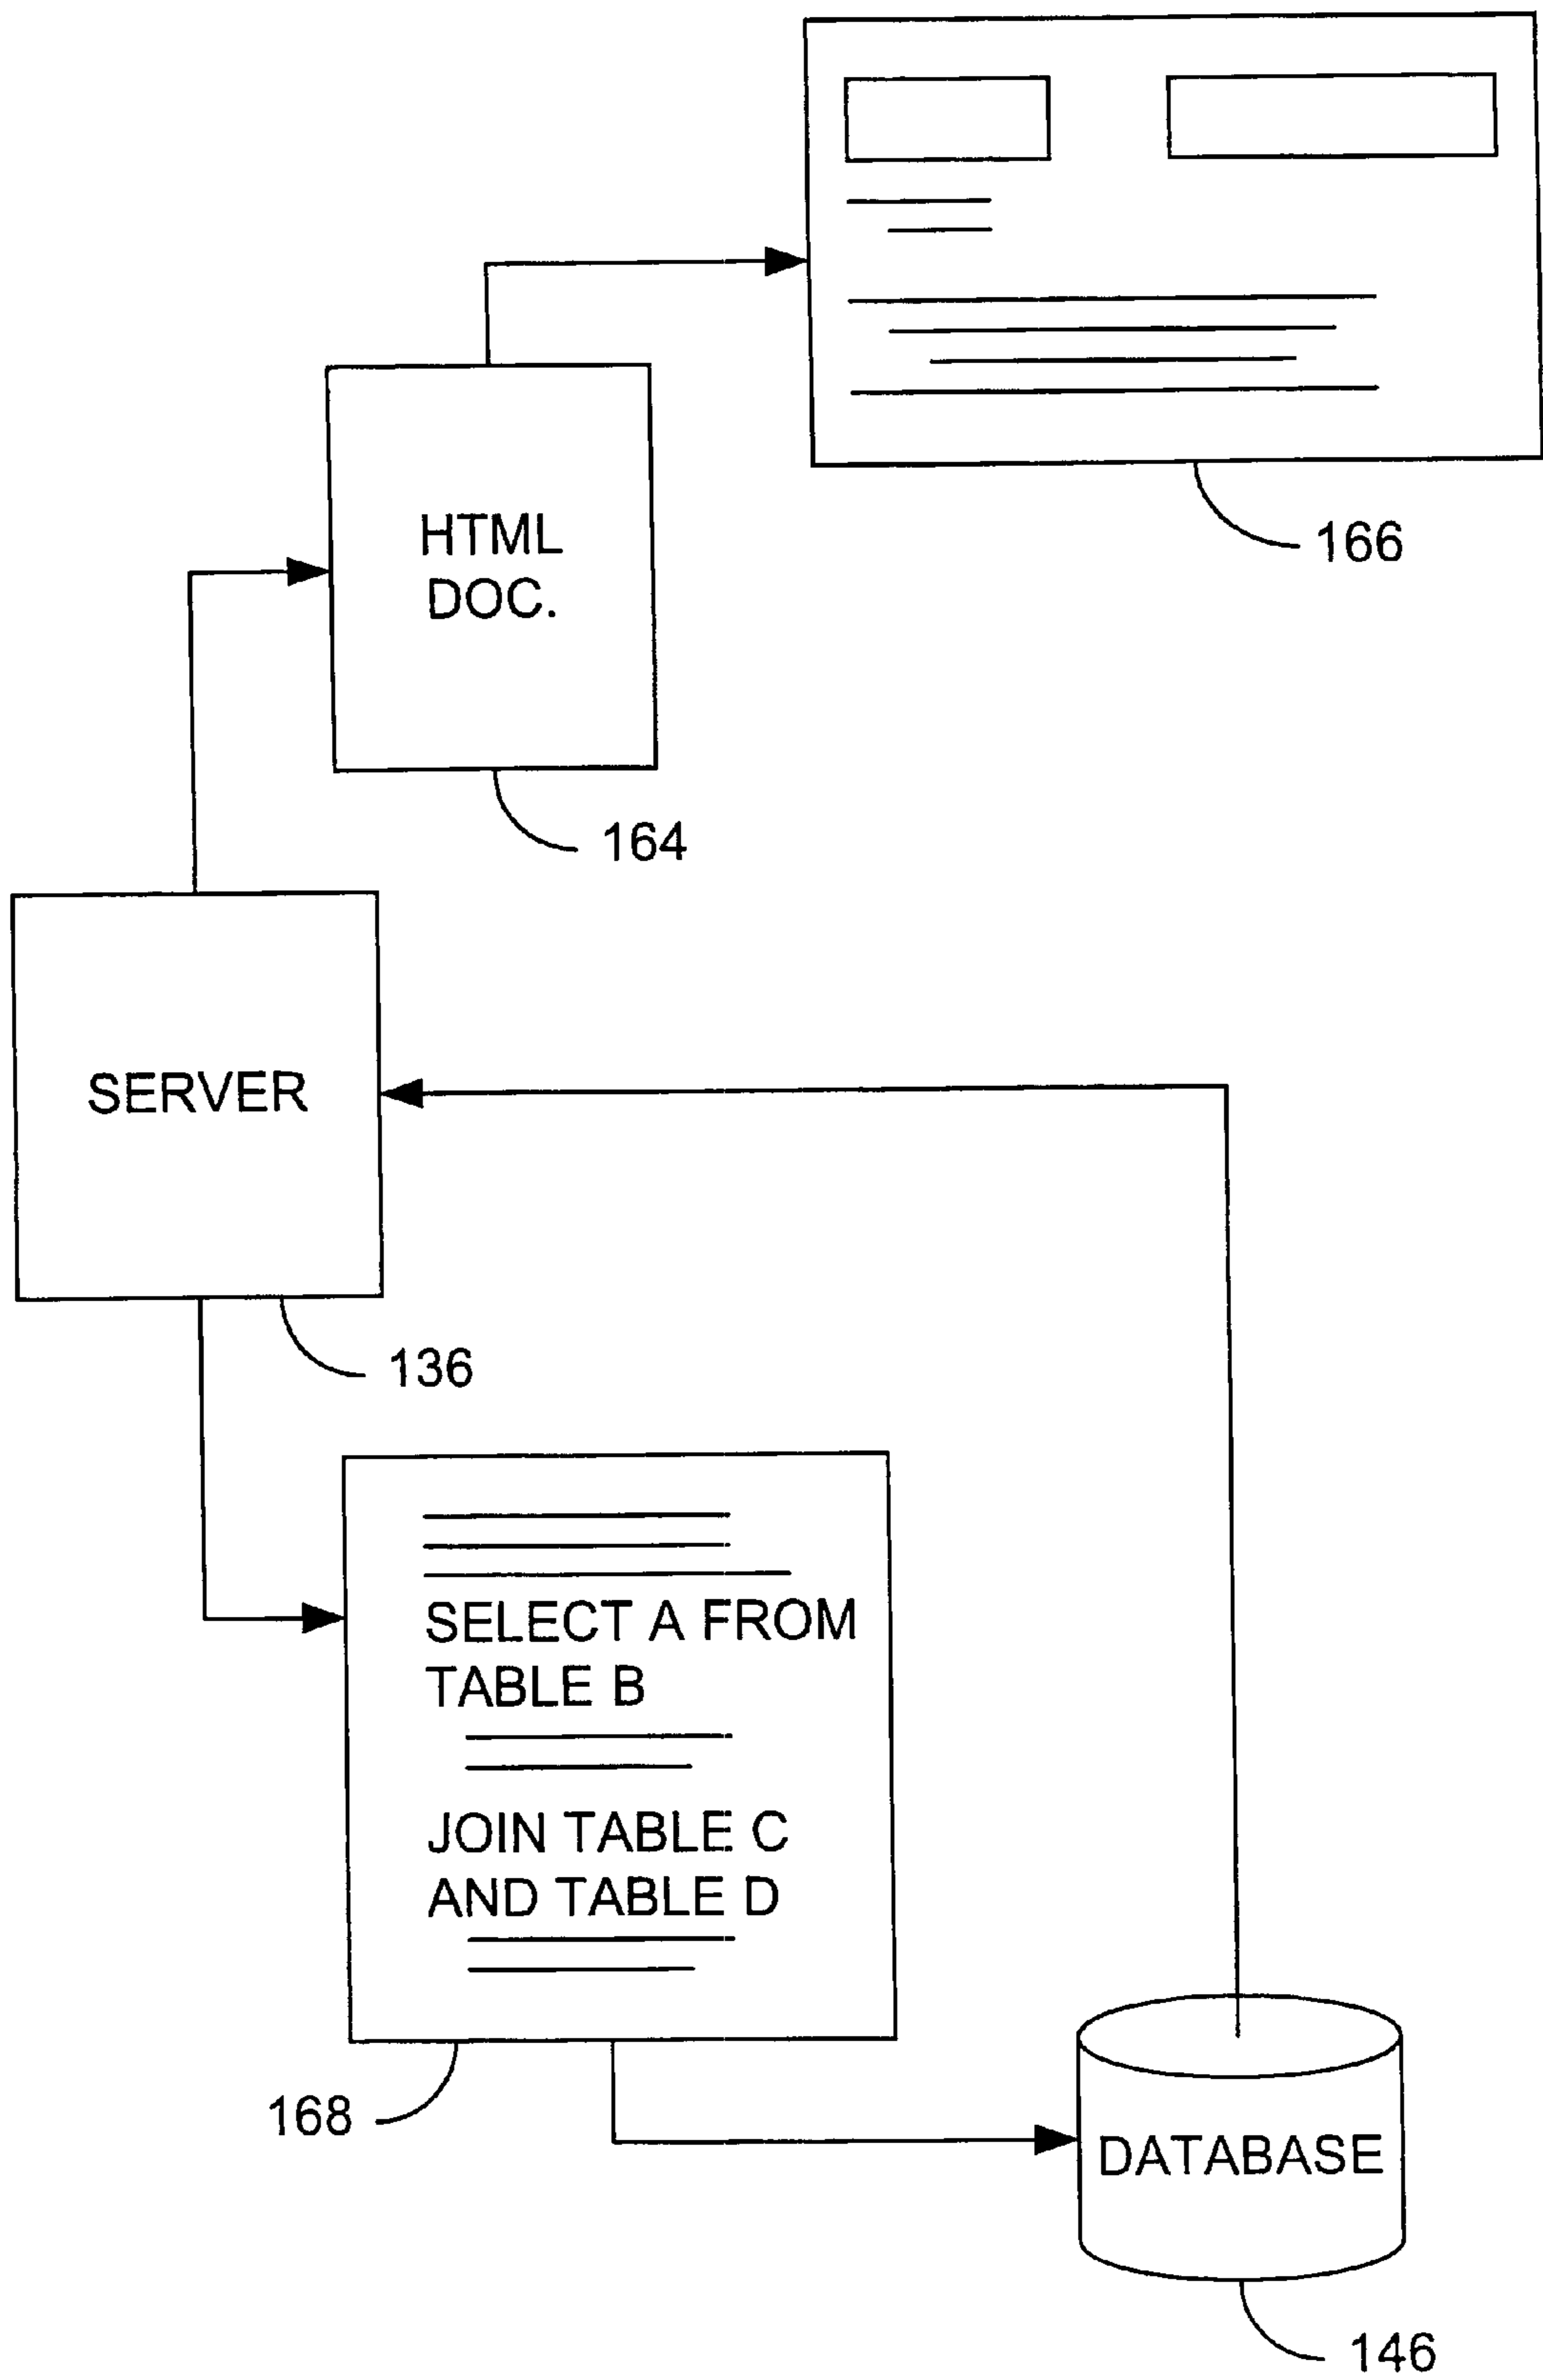 166
HTML
DOC.
164
SERVER
136
SELECT A FROM
TABLE B
JOIN TABLE C
AND TABLE D
168
DATABASE
146